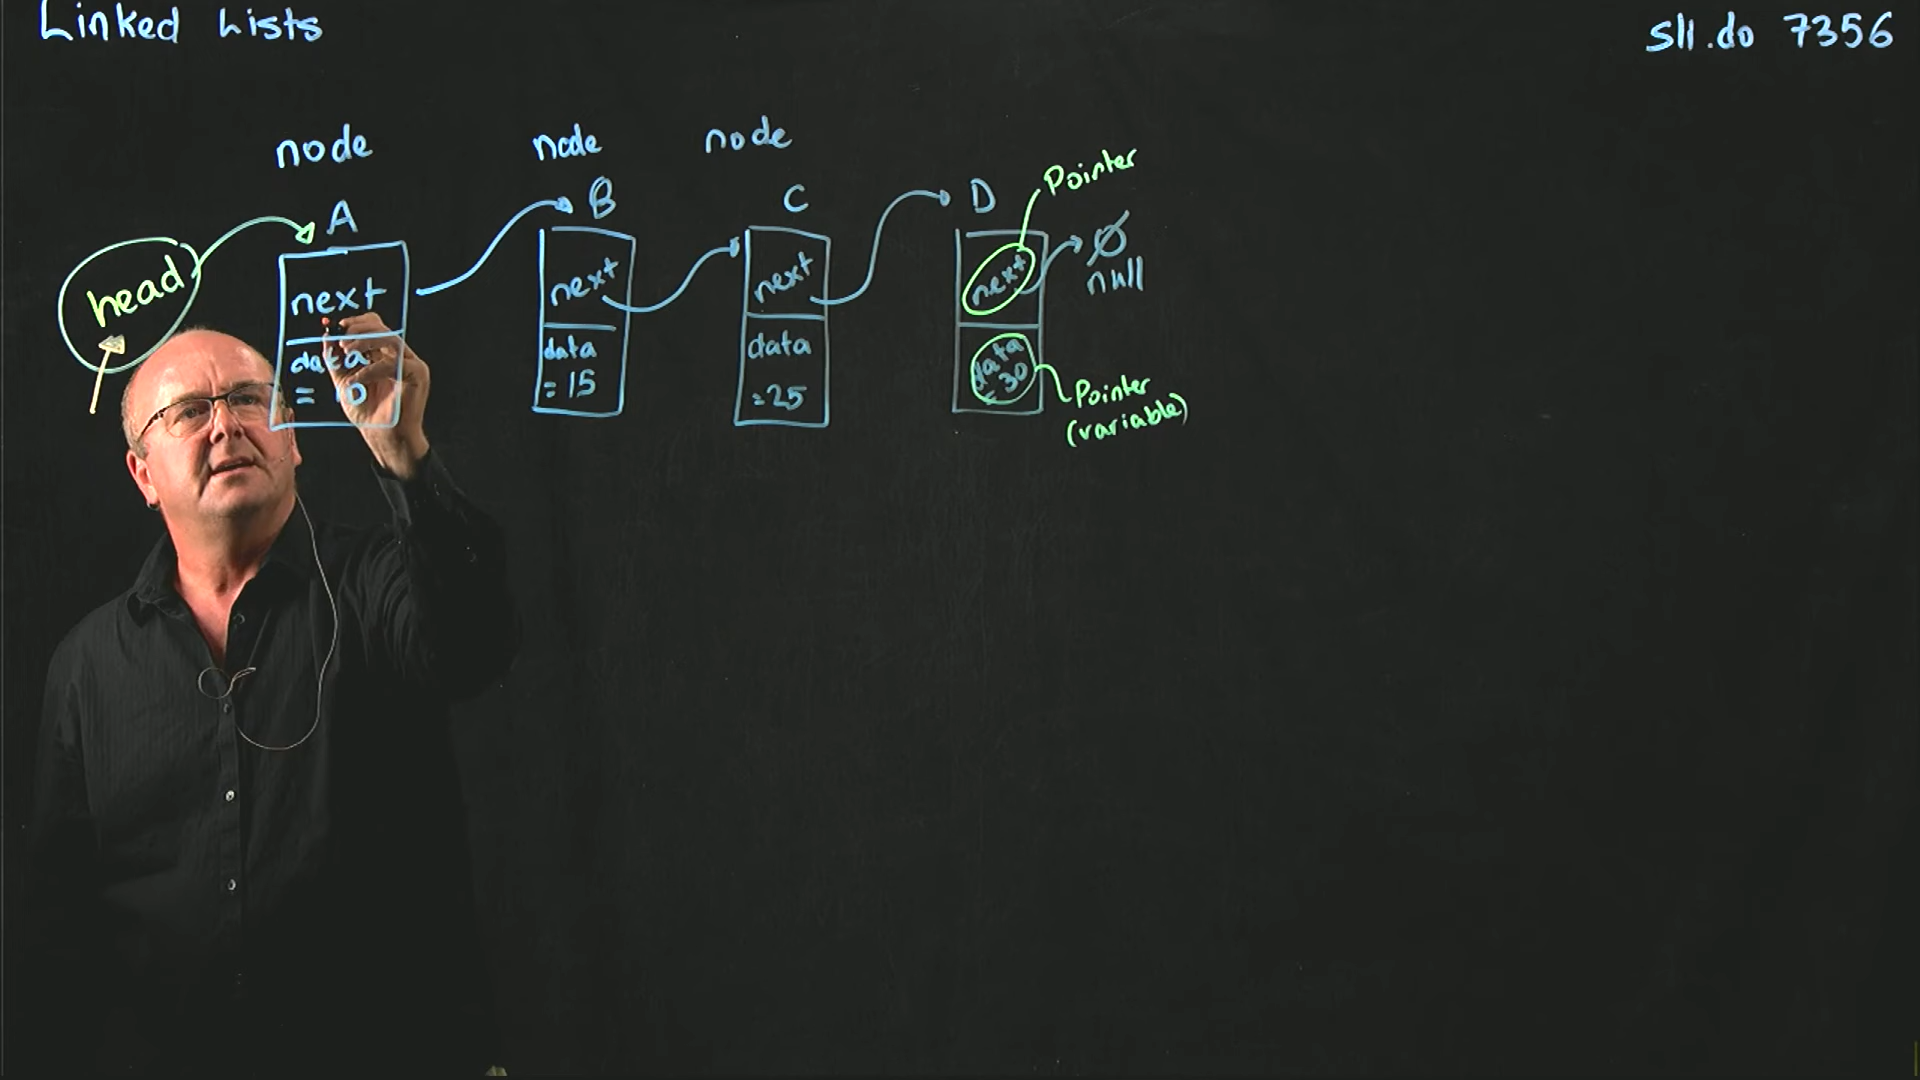 Linked Lists
sli.do 7356
node
node
node
A
B
C
D
Pointer
head
next
next
next
next
Ø
null
data
= 10
data
= 15
data
= 25
data
= 30
Pointer
(variable)